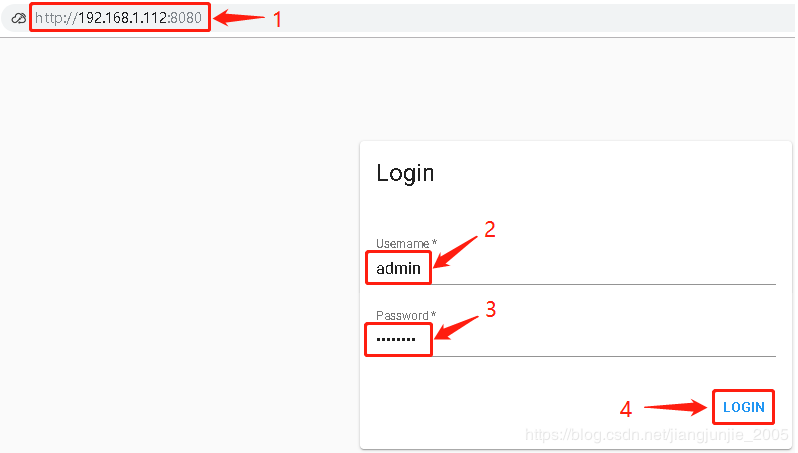 http://192.168.1.112:8080
1
Login
2
Username *
admin
3
Password *
••••••••
4
LOGIN
https://blog.csdn.net/jiangjunjie_2005